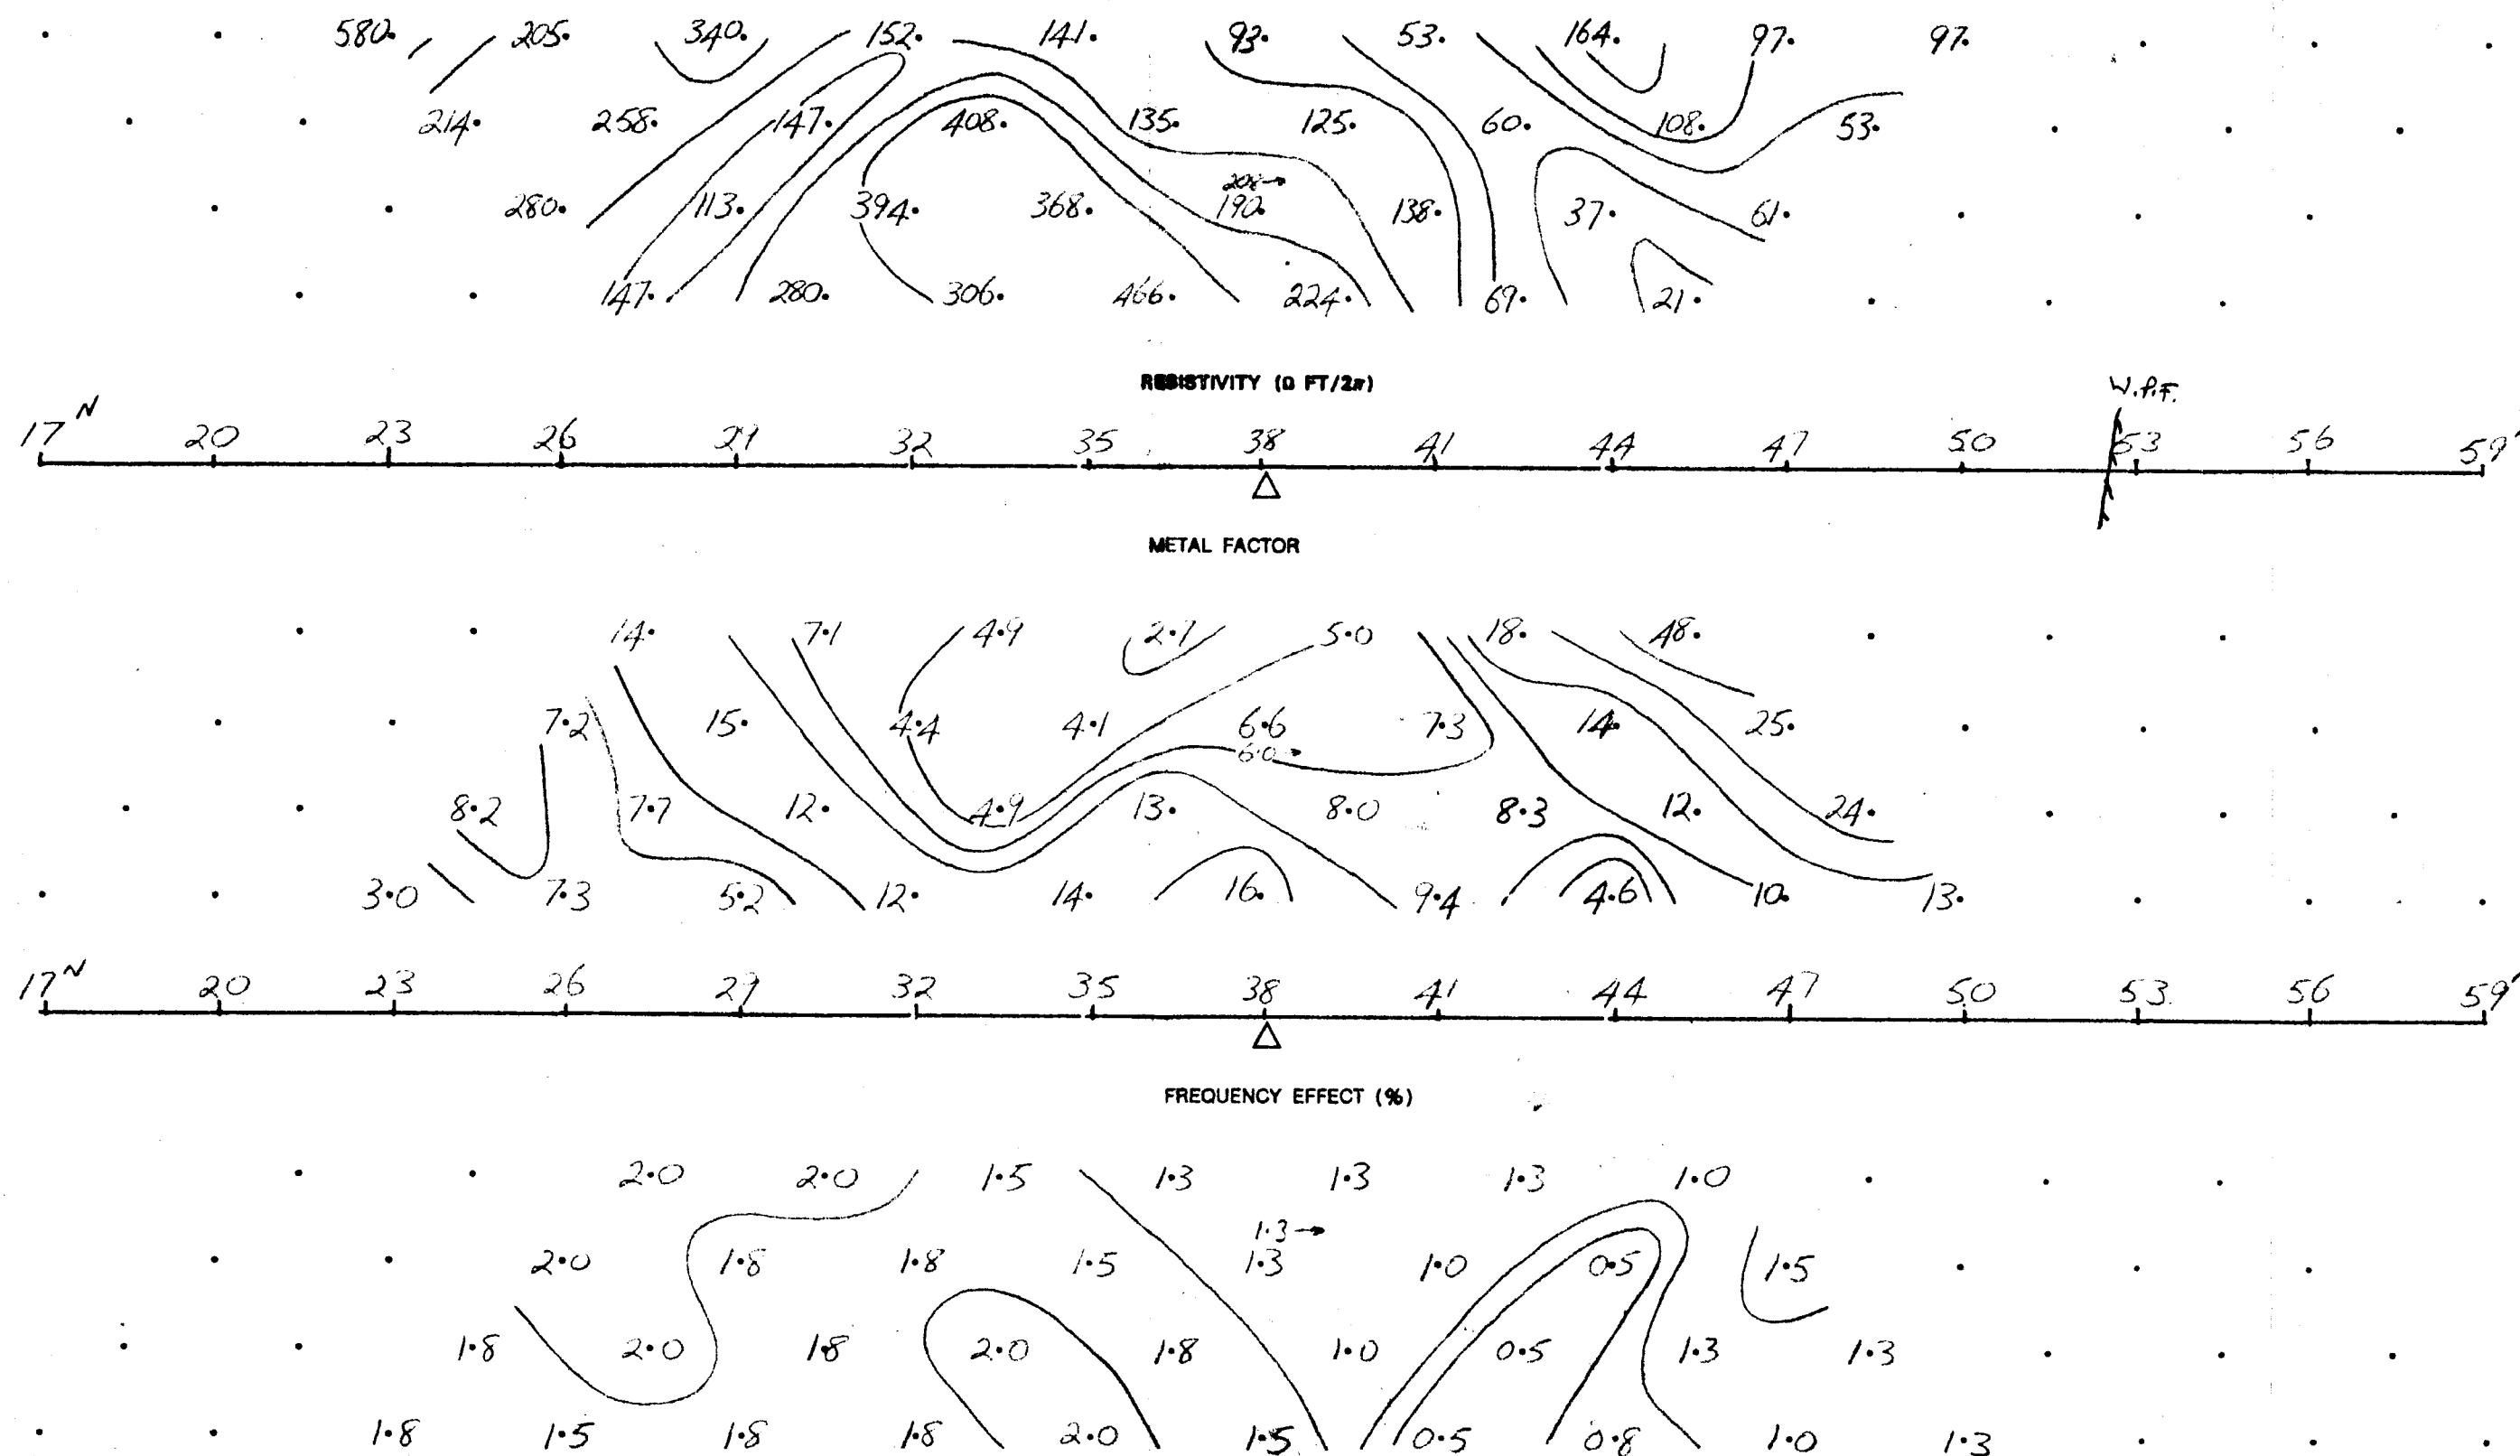 580. 205. 340. 152. 141. 93. 53. 164. 97. 97.
214. 258. 147. 408. 135. 125. 60. 108. 53.
208→
280. 113. 394. 368. 190. 138. 37. 61.
147. 280. 306. 466. 224. 69. 21.
RESISTIVITY (Ω FT/2π)
W.P.F.
17 N 20 23 26 29 32 35 38 41 44 47 50 53 56 59
METAL FACTOR
14. 7.1 4.9 2.7 5.0 18. 48.
7.2 15. 4.4 4.1 6.6 7.3 14. 25.
6.0→
8.2 7.7 12. 4.9 13. 8.0 8.3 12. 24.
3.0 7.3 5.2 12. 14. 16. 9.4 4.6 10. 13.
17 N 20 23 26 29 32 35 38 41 44 47 50 53 56 59
FREQUENCY EFFECT (%)
2.0 2.0 1.5 1.3 1.3 1.3 1.0
1.3→
2.0 1.8 1.8 1.5 1.3 1.0 0.5 1.5
1.8 2.0 1.8 2.0 1.8 1.0 0.5 1.3 1.3
1.8 1.5 1.8 1.8 2.0 1.5 0.5 0.8 1.0 1.3